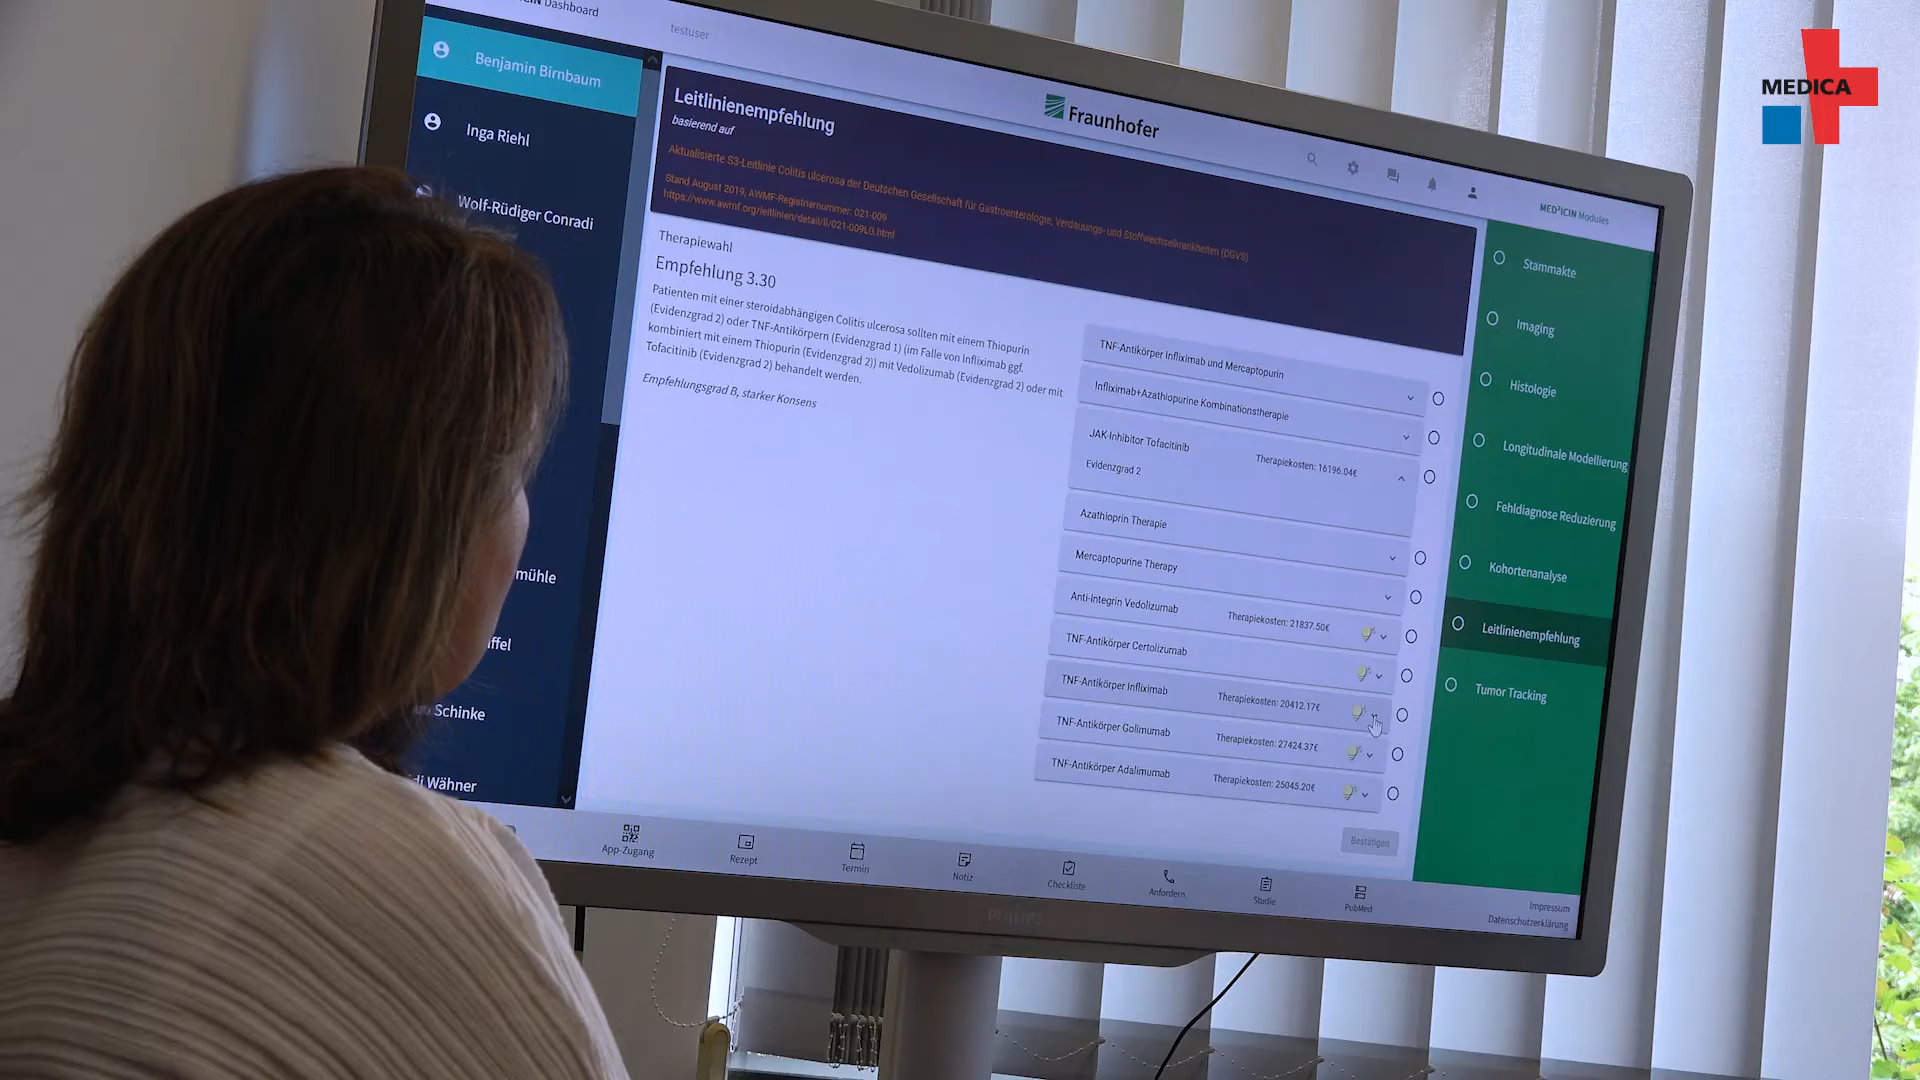 Dashboard
testuser
MEDICA
Benjamin Birnbaum
Inga Riehl
Wolf-Rüdiger Conradi
mühle
Schinke
Wähner
Fraunhofer
Leitlinienempfehlung
basierend auf
Aktualisierte S3-Leitlinie Colitis ulcerosa der Deutschen Gesellschaft für Gastroenterologie, Verdauungs- und Stoffwechselkrankheiten (DGVS)
Stand August 2019, AWMF-Registriernummer: 021-009
https://www.awmf.org/leitlinien/detail/ll/021-009LG.html
Therapiewahl
Empfehlung 3.30
Patienten mit einer steroidabhängigen Colitis ulcerosa sollten mit einem Thiopurin
(Evidenzgrad 2) oder TNF-Antikörpern (Evidenzgrad 1) (im Falle von Infliximab ggf.
kombiniert mit einem Thiopurin (Evidenzgrad 2)) mit Vedolizumab (Evidenzgrad 2) oder mit
Tofacitinib (Evidenzgrad 2) behandelt werden.
Empfehlungsgrad B, starker Konsens
TNF-Antikörper Infliximab und Mercaptopurin
Infliximab+Azathiopurine Kombinationstherapie
JAK-Inhibitor Tofacitinib Therapiekosten: 16196.04€
Evidenzgrad 2
Azathioprin Therapie
Mercaptopurine Therapy
Anti-Integrin Vedolizumab Therapiekosten: 21837.50€
TNF-Antikörper Certolizumab
TNF-Antikörper Infliximab Therapiekosten: 20412.17€
TNF-Antikörper Golimumab Therapiekosten: 27424.37€
TNF-Antikörper Adalimumab Therapiekosten: 25045.20€
Bestätigen
MED²ICIN Modules
Stammakte
Imaging
Histologie
Longitudinale Modellierung
Fehldiagnose Reduzierung
Kohortenanalyse
Leitlinienempfehlung
Tumor Tracking
App-Zugang
Rezept
Termin
Notiz
Checkliste
Anfordern
Studie
PubMed
Impressum
Datenschutzerklärung
PHILIPS